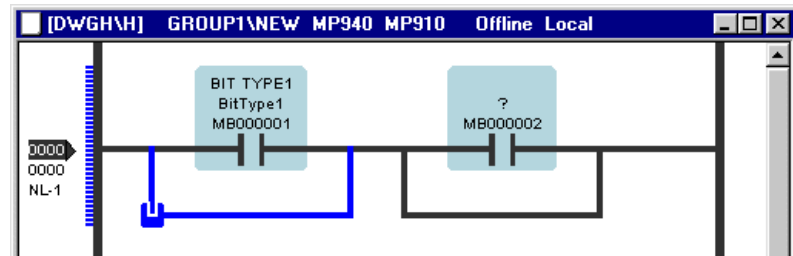 [DWGH\H] GROUP1\NEW MP940 MP910 Offline Local
BIT TYPE1
BitType1
MB000001
?
MB000002
0000
0000
NL-1